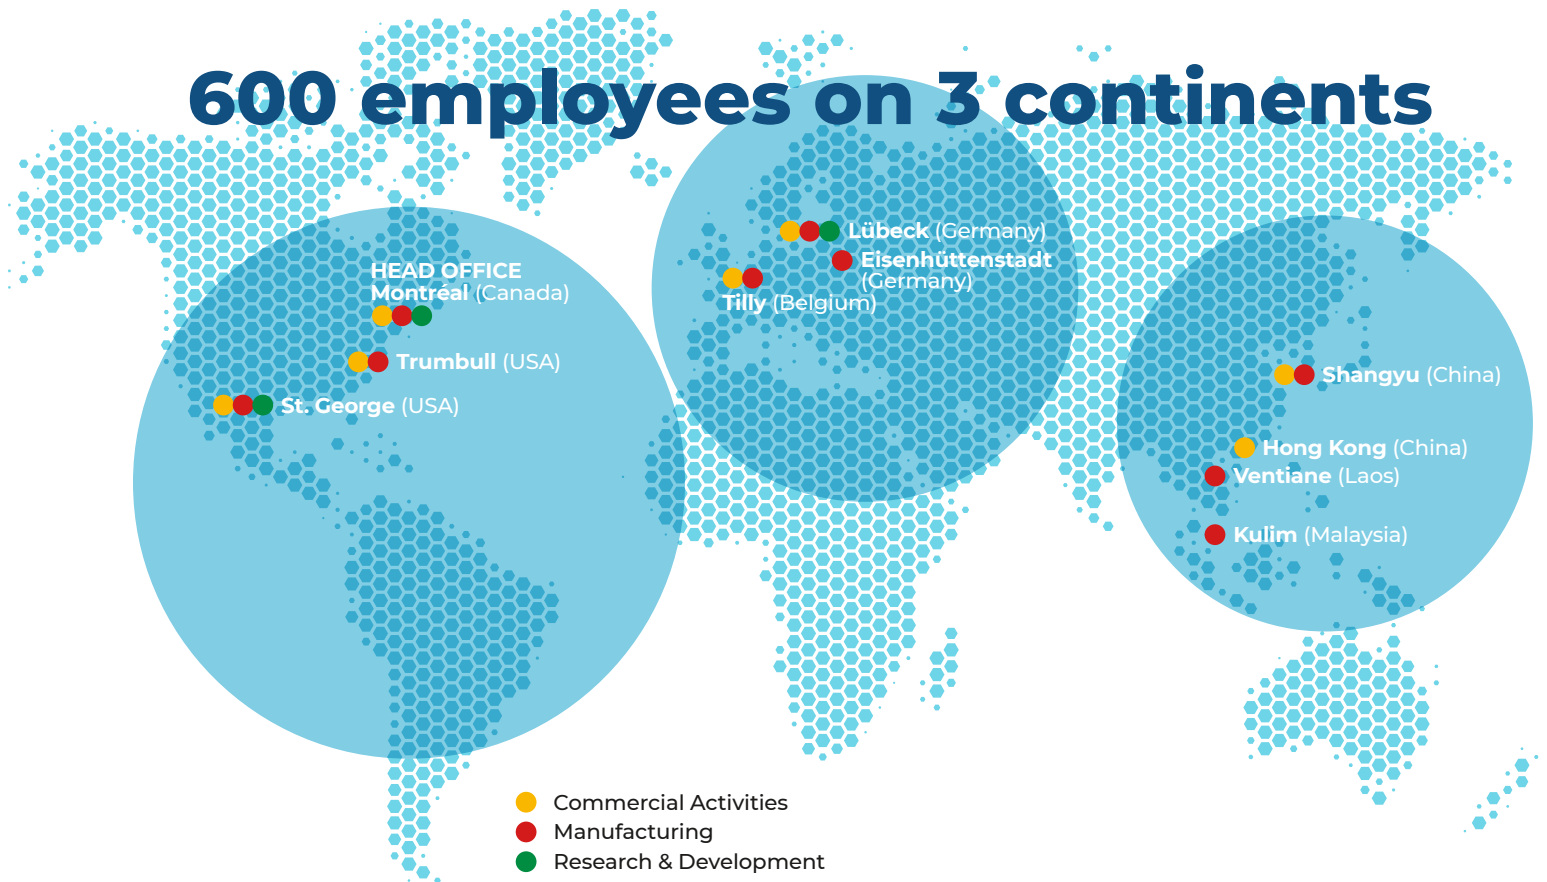 600 employees on 3 continents
HEAD OFFICE
Montréal (Canada)
Trumbull (USA)
St. George (USA)
Lübeck (Germany)
Eisenhüttenstadt
(Germany)
Tilly (Belgium)
Shangyu (China)
Hong Kong (China)
Ventiane (Laos)
Kulim (Malaysia)
Commercial Activities
Manufacturing
Research & Development